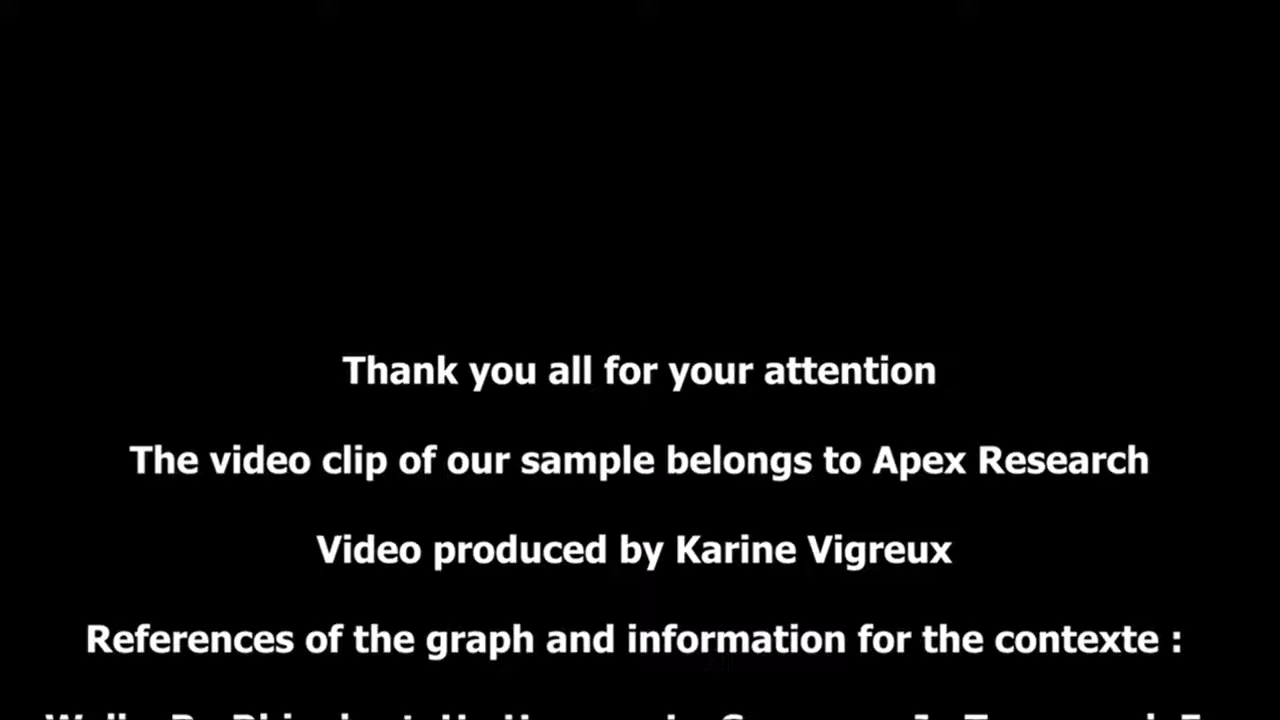 Thank you all for your attention
The video clip of our sample belongs to Apex Research
Video produced by Karine Vigreux
References of the graph and information for the contexte :